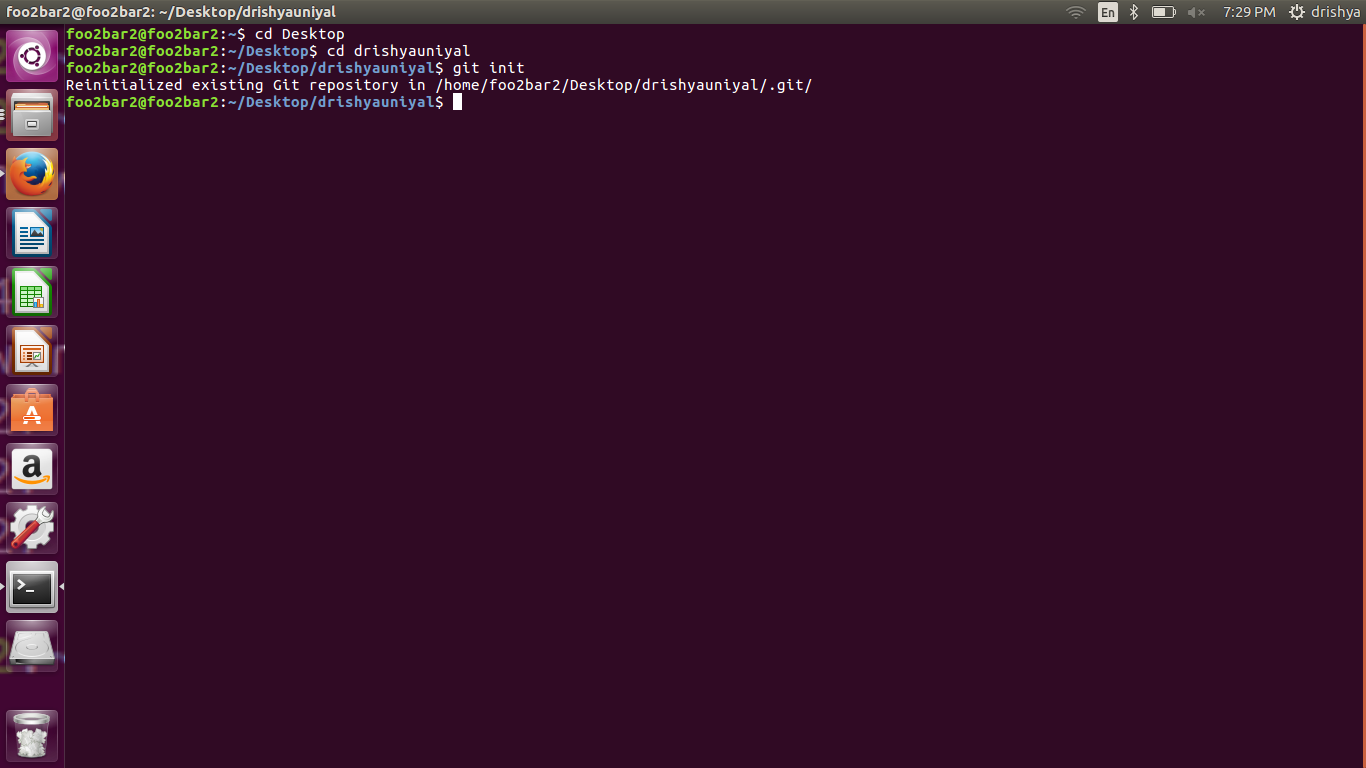 foo2bar2@foo2bar2: ~/Desktop/drishyauniyal
En
7:29 PM
drishya
foo2bar2@foo2bar2:~$ cd Desktop
foo2bar2@foo2bar2:~/Desktop$ cd drishyauniyal
foo2bar2@foo2bar2:~/Desktop/drishyauniyal$ git init
Reinitialized existing Git repository in /home/foo2bar2/Desktop/drishyauniyal/.git/
foo2bar2@foo2bar2:~/Desktop/drishyauniyal$